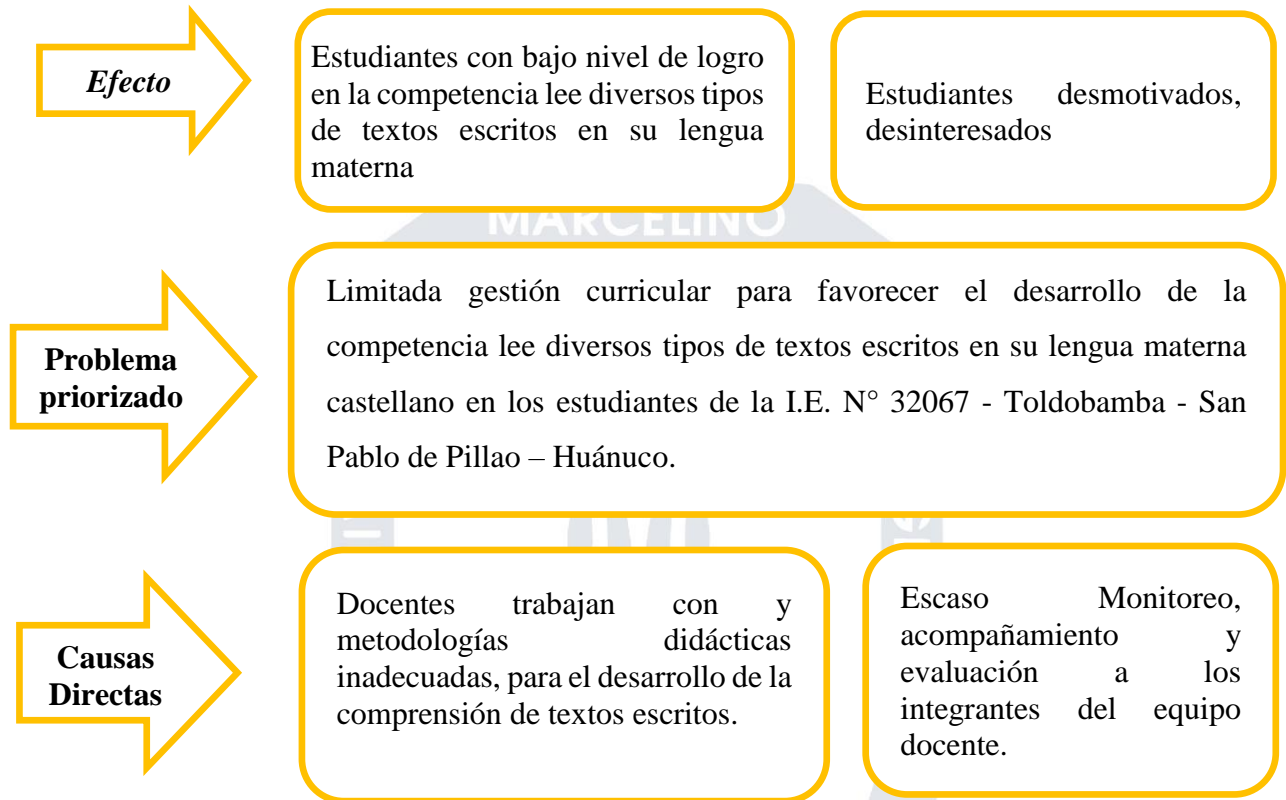 Efecto
Estudiantes con bajo nivel de logro
en la competencia lee diversos tipos
de textos escritos en su lengua
materna
Estudiantes desmotivados,
desinteresados
MARCELINO
Problema
priorizado
Limitada gestión curricular para favorecer el desarrollo de la
competencia lee diversos tipos de textos escritos en su lengua materna
castellano en los estudiantes de la I.E. N° 32067 - Toldobamba - San
Pablo de Pillao – Huánuco.
Causas
Directas
Docentes trabajan con y
metodologías didácticas
inadecuadas, para el desarrollo de la
comprensión de textos escritos.
Escaso Monitoreo,
acompañamiento y
evaluación a los
integrantes del equipo
docente.